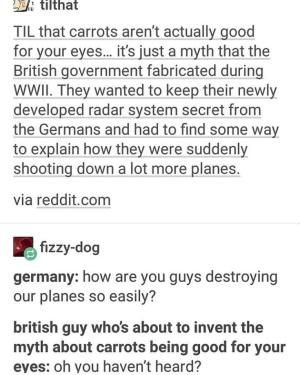 tilthat
TIL that carrots aren't actually good
for your eyes... it's just a myth that the
British government fabricated during
WWII. They wanted to keep their newly
developed radar system secret from
the Germans and had to find some way
to explain how they were suddenly
shooting down a lot more planes.
via reddit.com
fizzy-dog
germany: how are you guys destroying
our planes so easily?
british guy who's about to invent the
myth about carrots being good for your
eyes: oh you haven't heard?